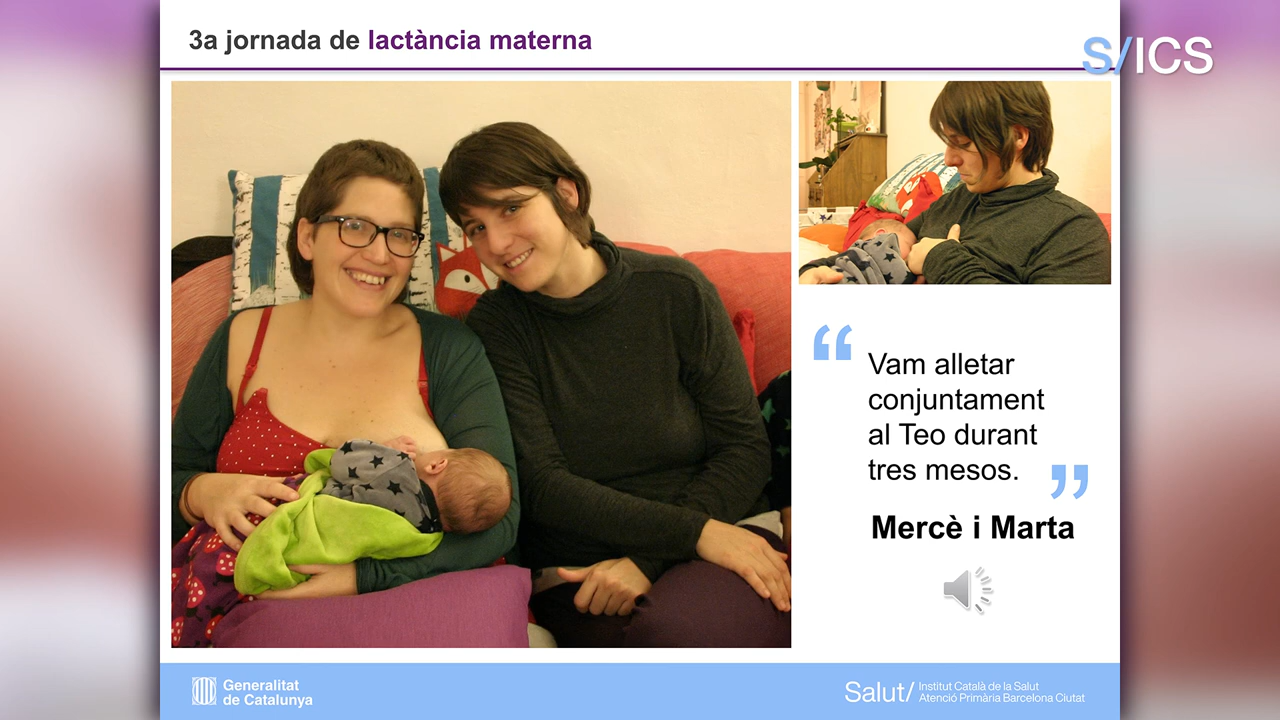 3a jornada de lactància materna
S/ICS
“ Vam alletar
conjuntament
al Teo durant
tres mesos. ”
Mercè i Marta
Generalitat
de Catalunya
Salut/
Institut Català de la Salut
Atenció Primària Barcelona Ciutat